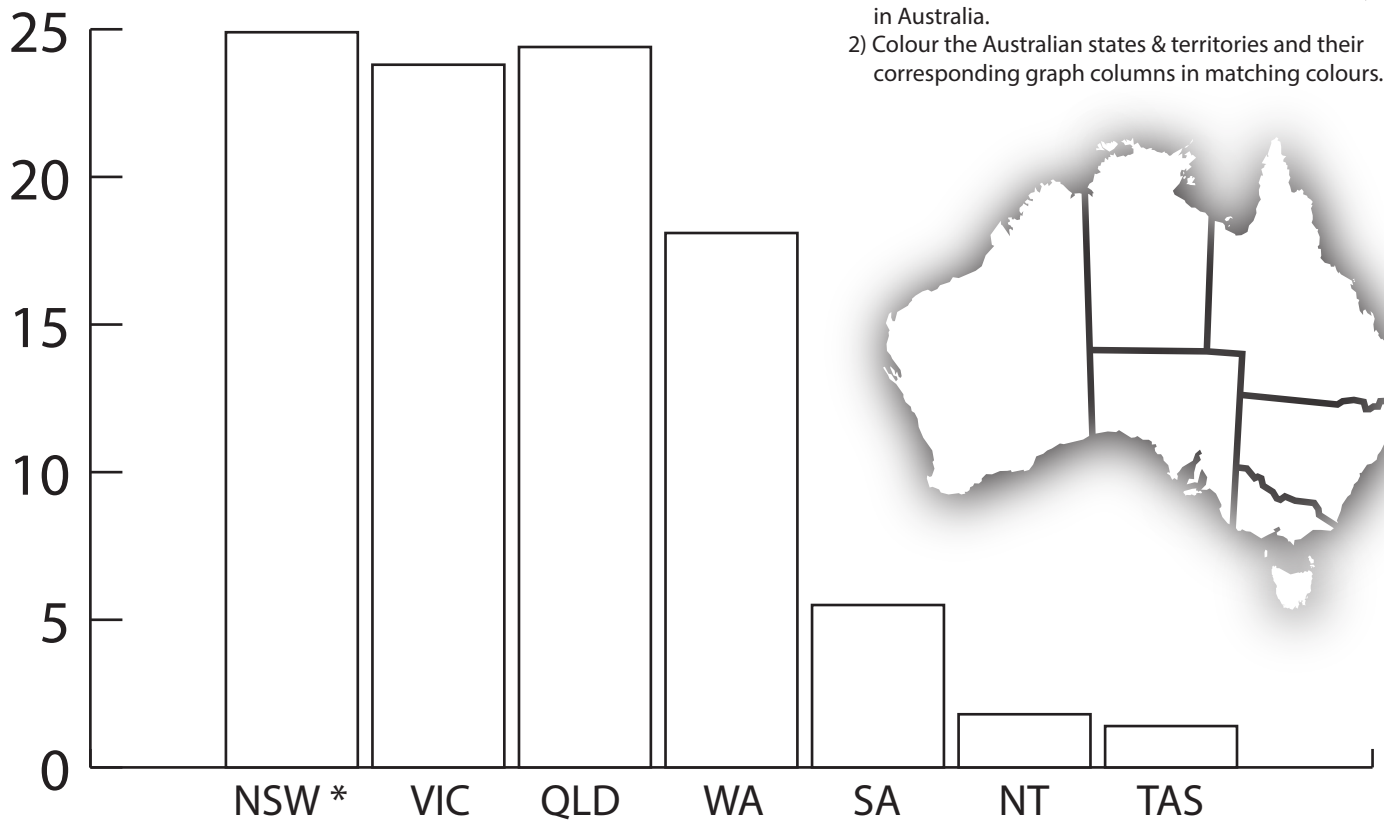 in Australia.
2) Colour the Australian states & territories and their
corresponding graph columns in matching colours.
25
20
15
10
5
0
NSW *
VIC
QLD
WA
SA
NT
TAS